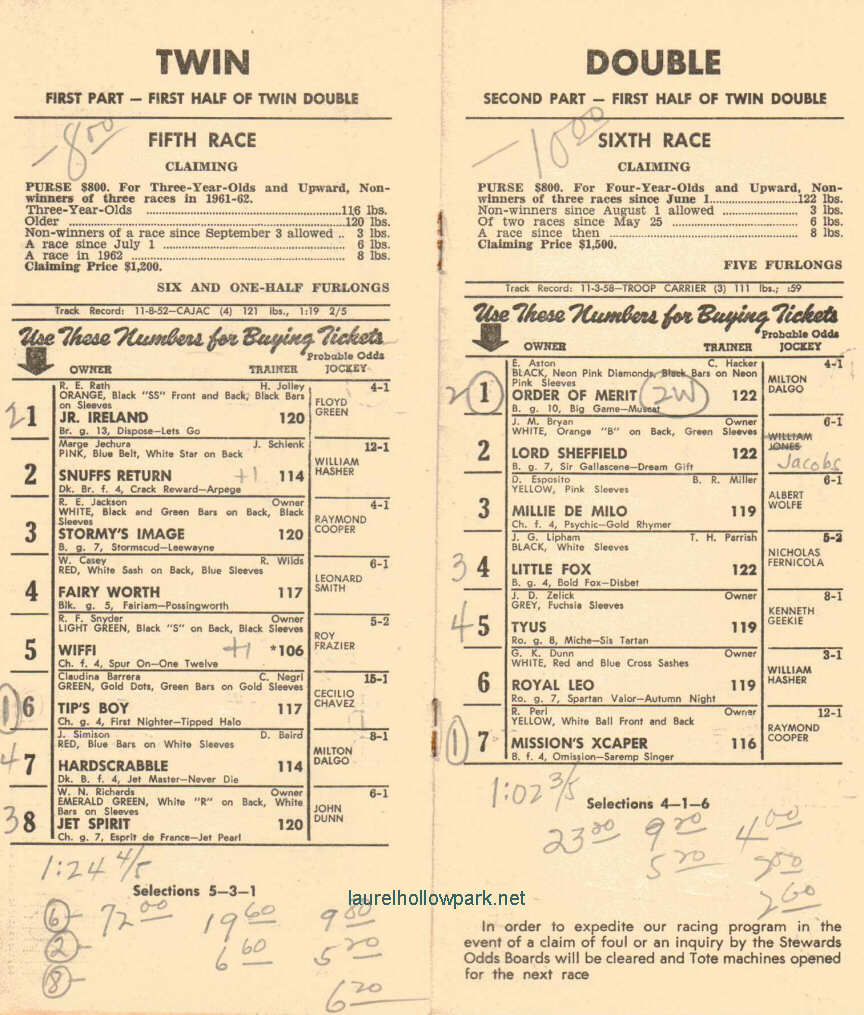 TWIN
FIRST PART — FIRST HALF OF TWIN DOUBLE
-8.00
FIFTH RACE
CLAIMING
PURSE $800. For Three-Year-Olds and Upward, Non-
winners of three races in 1961-62.
Three-Year-Olds ..........116 lbs.
Older ..........120 lbs.
Non-winners of a race since September 3 allowed .. 3 lbs.
A race since July 1 .......... 6 lbs.
A race in 1962 .......... 8 lbs.
Claiming Price $1,200.
SIX AND ONE-HALF FURLONGS
Track Record: 11-8-52—CAJAC (4) 121 lbs., 1:19 2/5
Use These Numbers for Buying Tickets
Probable Odds
OWNER TRAINER JOCKEY
R. E. Rath H. Jolley 4-1
ORANGE, Black "SS" Front and Back, Black Bars
on Sleeves
FLOYD
GREEN
2 1 JR. IRELAND 120
Br. g. 13, Dispose—Lets Go
Marge Jechura J. Schlenk 12-1
PINK, Blue Belt, White Star on Back
WILLIAM
HASHER
2 SNUFFS RETURN +1 114
Dk. Br. f. 4, Crack Reward—Arpege
R. E. Jackson Owner 4-1
WHITE, Black and Green Bars on Back, Black
Sleeves
RAYMOND
COOPER
3 STORMY'S IMAGE 120
B. g. 7, Stormscud—Leewayne
W. Casey R. Wilds 6-1
RED, White Sash on Back, Blue Sleeves
LEONARD
SMITH
4 FAIRY WORTH 117
Blk. g. 5, Fairiam—Possingworth
R. F. Snyder Owner 5-2
LIGHT GREEN, Black "S" on Back, Black Sleeves
ROY
FRAZIER
5 WIFFI +1 *106
Ch. f. 4, Spur On—One Twelve
Claudina Barrera C. Negri 15-1
GREEN, Gold Dots, Green Bars on Gold Sleeves
CECILIO
CHAVEZ
1 6 TIP'S BOY 117
Ch. g. 4, First Nighter—Tipped Halo
J. Simison D. Baird 8-1
RED, Blue Bars on White Sleeves
MILTON
DALGO
4 7 HARDSCRABBLE 114
Dk. B. f. 4, Jet Master—Never Die
W. N. Richards Owner 6-1
EMERALD GREEN, White "R" on Back, White
Bars on Sleeves
JOHN
DUNN
3 8 JET SPIRIT 120
Ch. g. 7, Esprit de France—Jet Pearl
1:24 4/5
Selections 5—3—1
6- 72.00 19.60 9.80
2- 6.60 5.20
8- 6.20
DOUBLE
SECOND PART — FIRST HALF OF TWIN DOUBLE
-10.00
SIXTH RACE
CLAIMING
PURSE $800. For Four-Year-Olds and Upward, Non-
winners of three races since June 1..........122 lbs.
Non-winners since August 1 allowed .......... 3 lbs.
Of two races since May 25 .......... 6 lbs.
A race since then .......... 8 lbs.
Claiming Price $1,500.
FIVE FURLONGS
Track Record: 11-3-58—TROOP CARRIER (3) 111 lbs.; :59
Use These Numbers for Buying Tickets
Probable Odds
OWNER TRAINER JOCKEY
E. Aston C. Hacker 4-1
BLACK, Neon Pink Diamonds, Black Bars on Neon
Pink Sleeves
MILTON
DALGO
2 1 ORDER OF MERIT 2W 122
B. g. 10, Big Game—Muscat
J. M. Bryan Owner 6-1
WHITE, Orange "B" on Back, Green Sleeves
WILLIAM
JONES
Jacobs
2 LORD SHEFFIELD 122
B. g. 7, Sir Gallascene—Dream Gift
D. Esposito B. R. Miller 6-1
YELLOW, Pink Sleeves
ALBERT
WOLFE
3 MILLIE DE MILO 119
Ch. f. 4, Psychic—Gold Rhymer
J. G. Lipham T. H. Parrish 5-2
BLACK, White Sleeves
NICHOLAS
FERNICOLA
3 4 LITTLE FOX 122
B. g. 4, Bold Fox—Disbet
J. D. Zelick Owner 8-1
GREY, Fuchsia Sleeves
KENNETH
GEEKIE
4 5 TYUS 119
Ro. g. 8, Miche—Sis Tartan
G. K. Dunn Owner 3-1
WHITE, Red and Blue Cross Sashes
WILLIAM
HASHER
6 ROYAL LEO 119
Ro. g. 7, Spartan Valor—Autumn Night
R. Perl Owner 12-1
YELLOW, White Ball Front and Back
RAYMOND
COOPER
1 7 MISSION'S XCAPER 116
B. f. 4, Omission—Saremp Singer
1:02 3/5
Selections 4—1—6
23.20 9.20 4.00
5.20 3.00
2.60
In order to expedite our racing program in the
event of a claim of foul or an inquiry by the Stewards
Odds Boards will be cleared and Tote machines opened
for the next race
laurelhollowpark.net